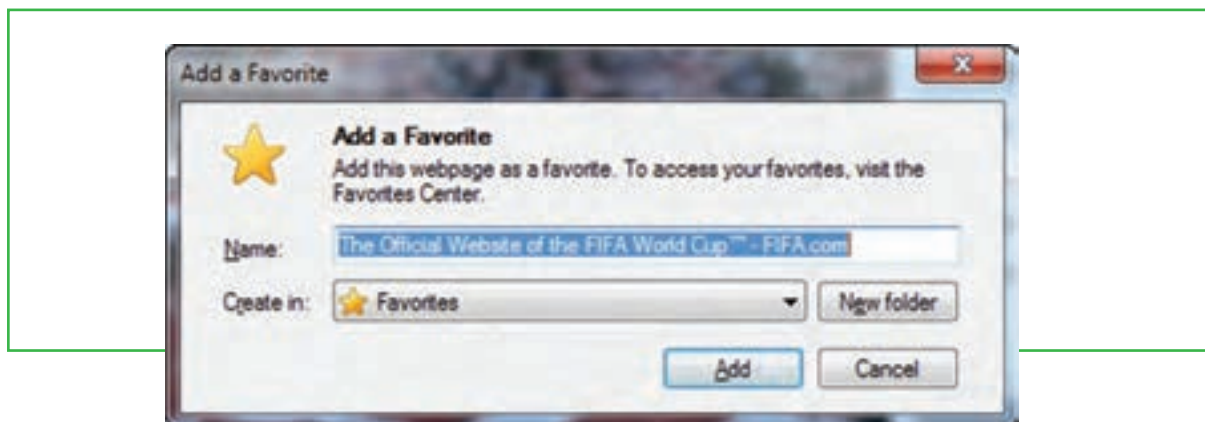 Add a Favorite
Add a Favorite
Add this webpage as a favorite. To access your favorites, visit the
Favorites Center.
Name: The Official Website of the FIFA World Cup™ - FIFA.com
Create in: Favorites New folder
Add Cancel